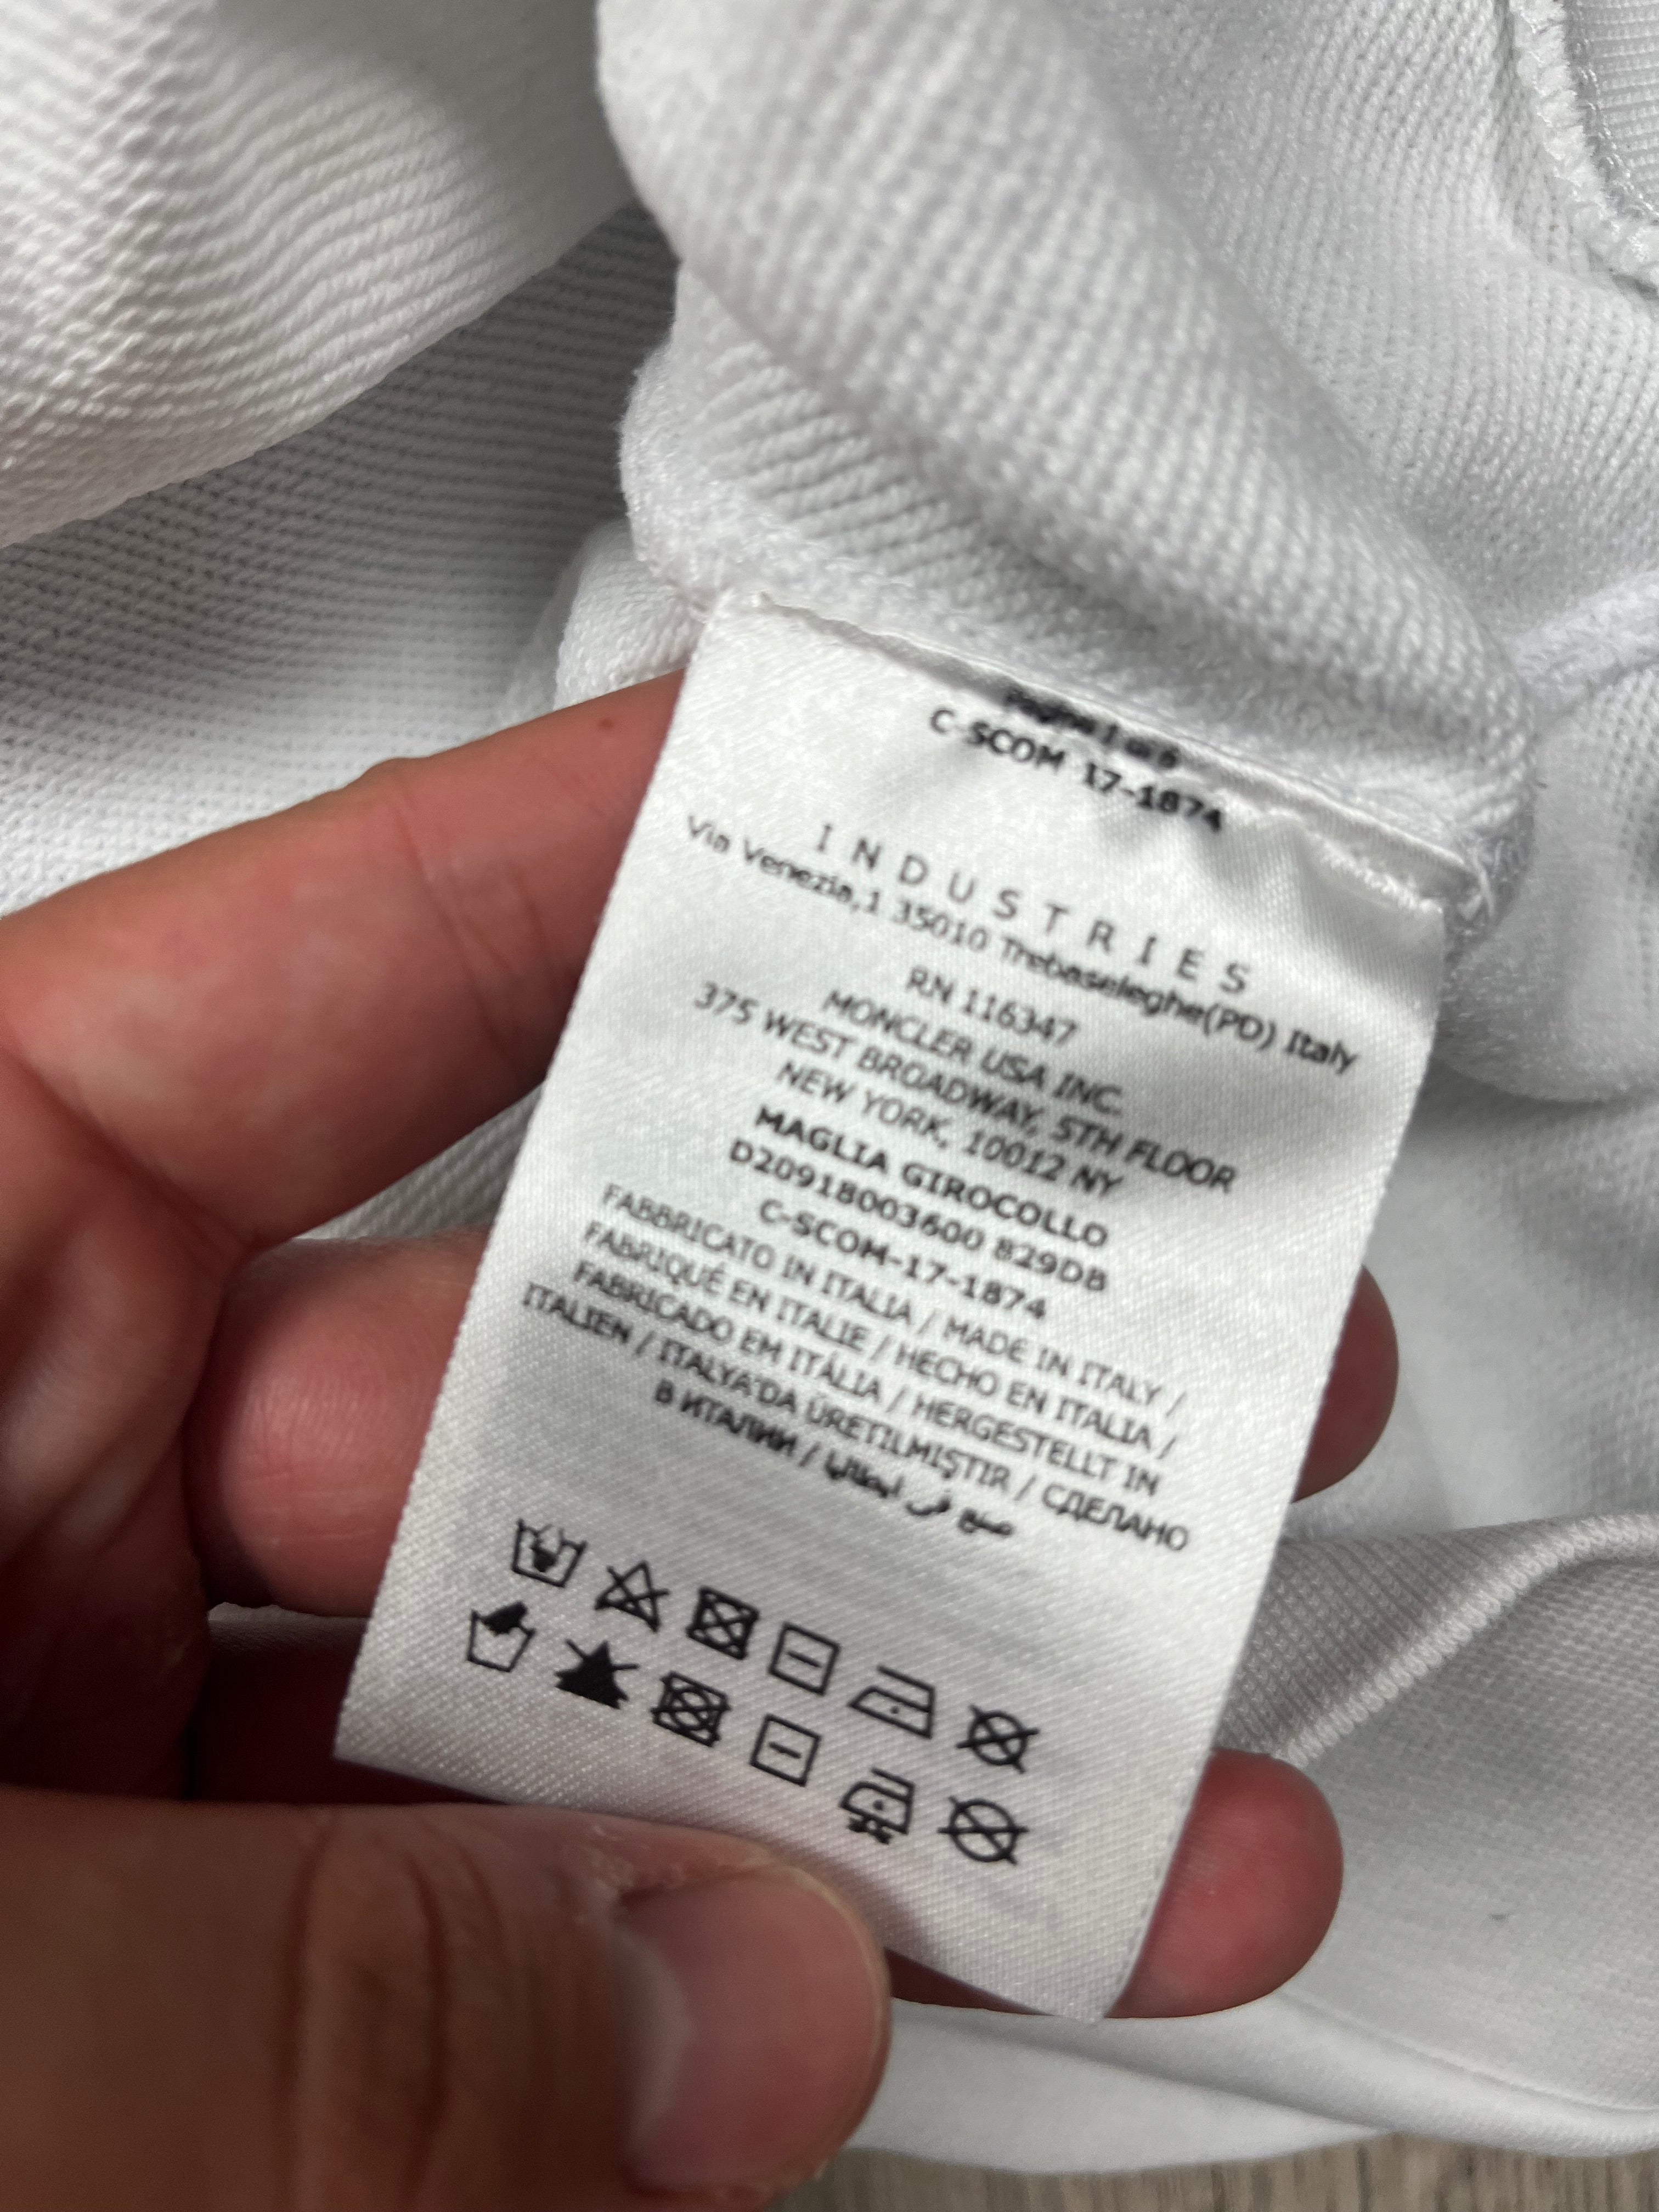 C-SCOM 17-1874
INDUSTRIES
Via Venezia,1 35010 Trebaseleghe(PD) Italy
RN 116347
MONCLER USA INC.
375 WEST BROADWAY, 5TH FLOOR
NEW YORK, 10012 NY
MAGLIA GIROCOLLO
D20918003600 829DB
C-SCOM-17-1874
FABBRICATO IN ITALIA / MADE IN ITALY /
FABRIQUÉ EN ITALIE / HECHO EN ITALIA /
FABRICADO EM ITÁLIA / HERGESTELLT IN
ITALIEN / ITALYA'DA ÜRETILMIŞTIR / СДЕЛАНО
В ИТАЛИИ / صنع في ايطاليا